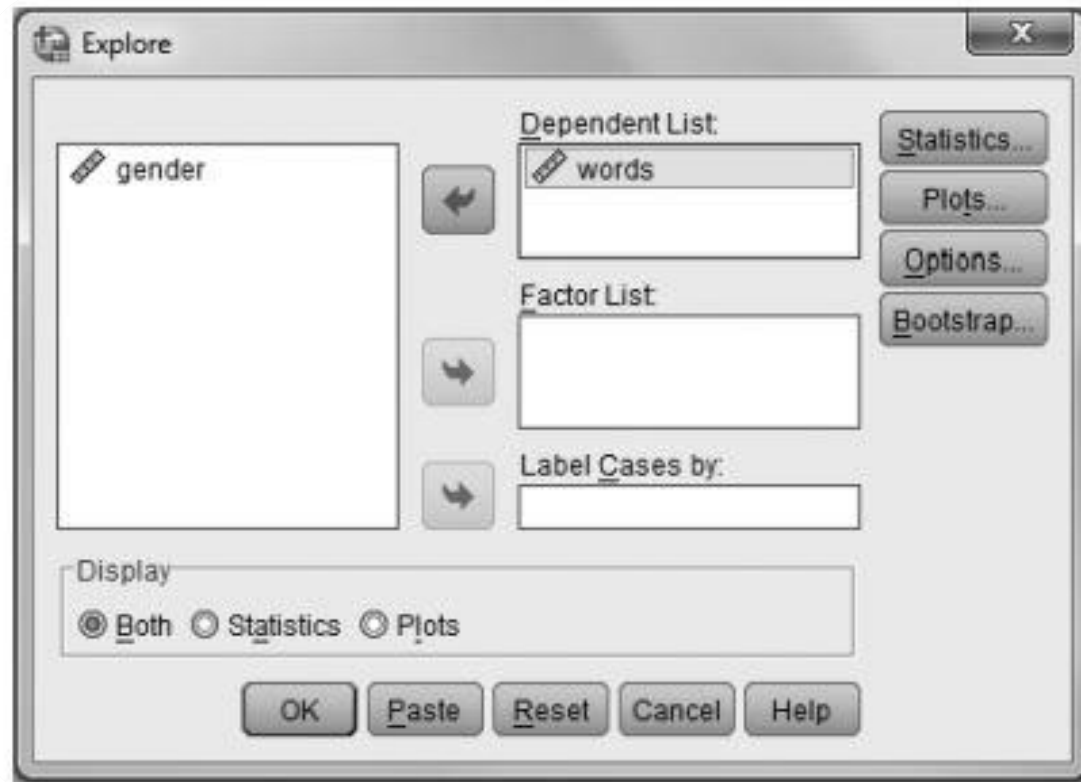 Explore
X
gender
Dependent List:
words
Factor List:
Label Cases by:
Statistics...
Plots...
Options...
Bootstrap...
Display
Both Statistics Plots
OK Paste Reset Cancel Help